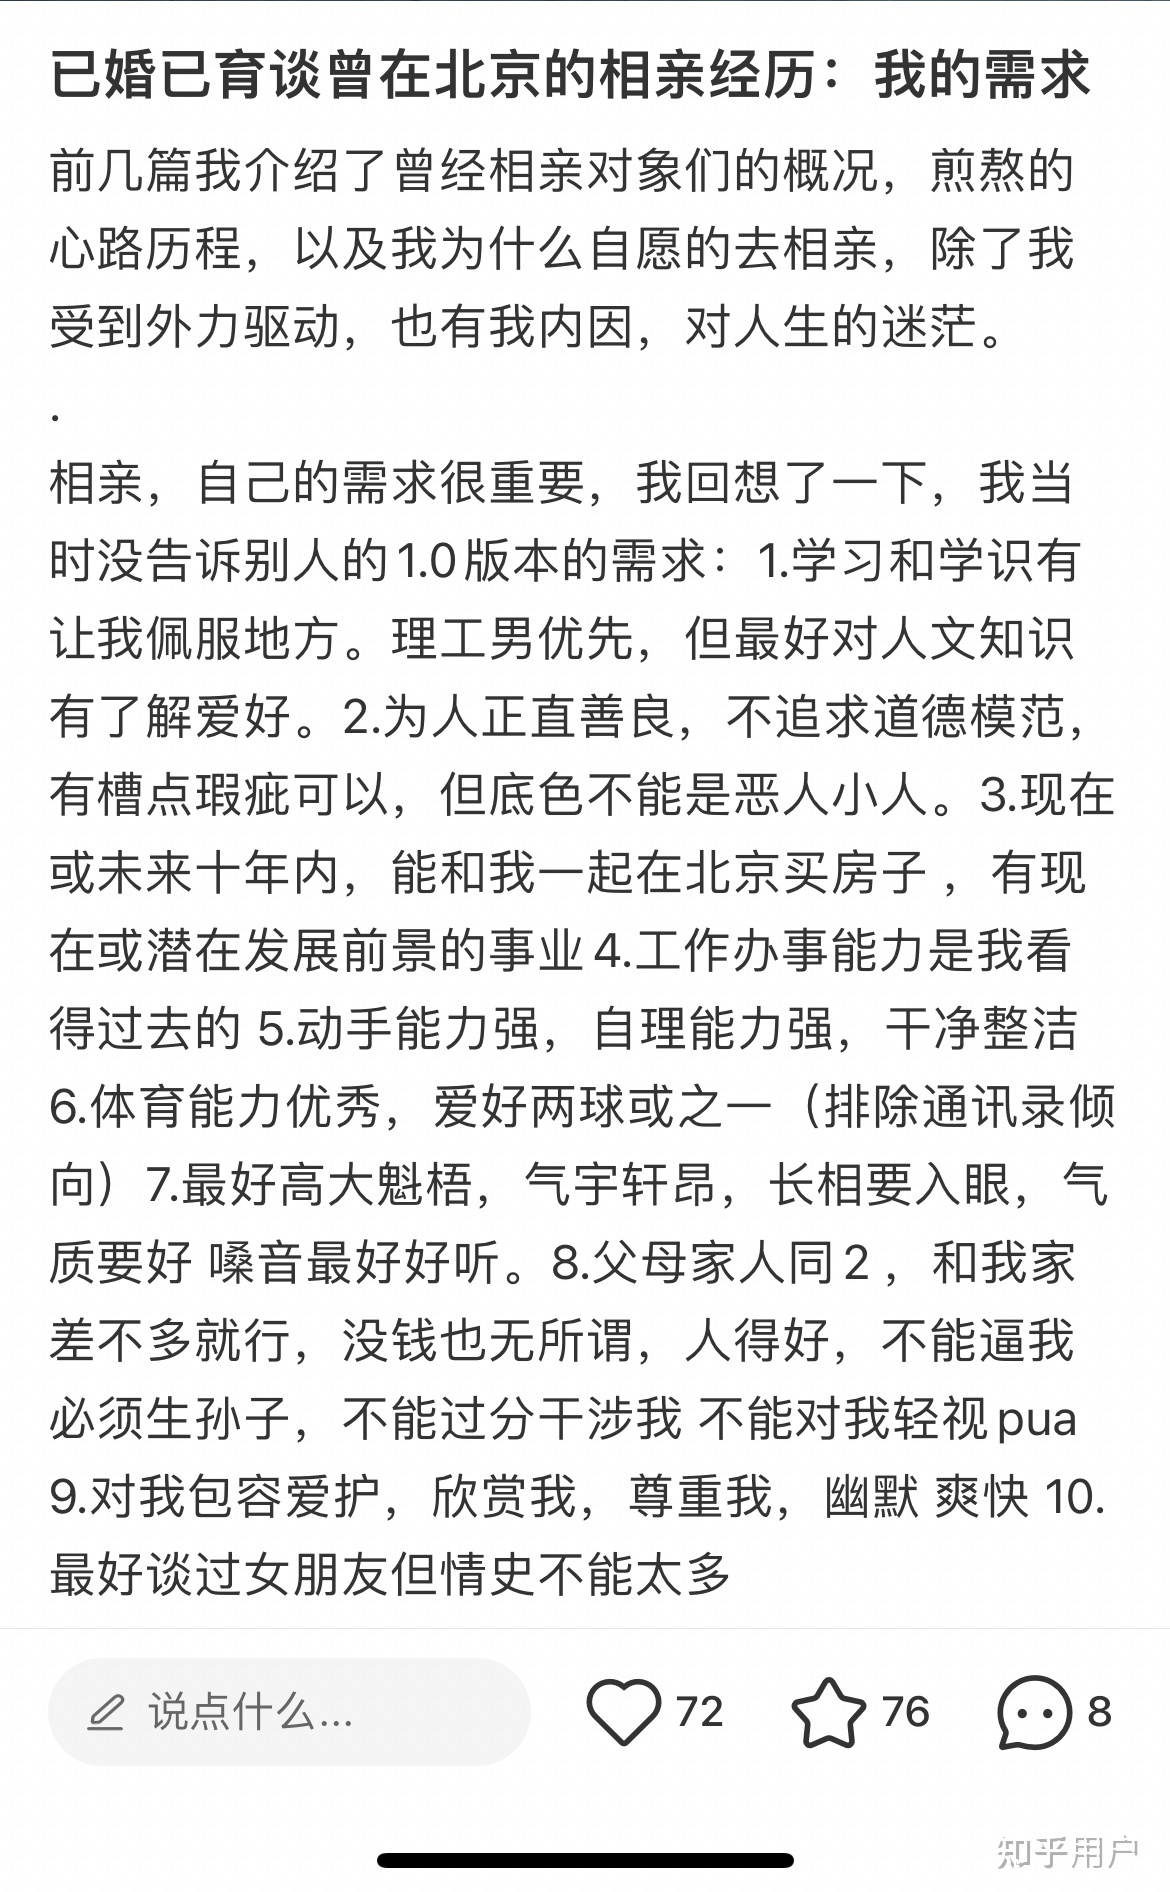 已婚已育谈曾在北京的相亲经历：我的需求
前几篇我介绍了曾经相亲对象们的概况，煎熬的
心路历程，以及我为什么自愿的去相亲，除了我
受到外力驱动，也有我内因，对人生的迷茫。
.
相亲，自己的需求很重要，我回想了一下，我当
时没告诉别人的1.0版本的需求：1.学习和学识有
让我佩服地方。理工男优先，但最好对人文知识
有了解爱好。2.为人正直善良，不追求道德模范，
有槽点瑕疵可以，但底色不能是恶人小人。3.现在
或未来十年内，能和我一起在北京买房子 ，有现
在或潜在发展前景的事业4.工作办事能力是我看
得过去的 5.动手能力强，自理能力强，干净整洁
6.体育能力优秀，爱好两球或之一（排除通讯录倾
向）7.最好高大魁梧，气宇轩昂，长相要入眼，气
质要好 嗓音最好好听。8.父母家人同2 ，和我家
差不多就行，没钱也无所谓，人得好，不能逼我
必须生孙子，不能过分干涉我 不能对我轻视pua
9.对我包容爱护，欣赏我，尊重我，幽默 爽快 10.
最好谈过女朋友但情史不能太多
说点什么... 72 76 8
知乎用户